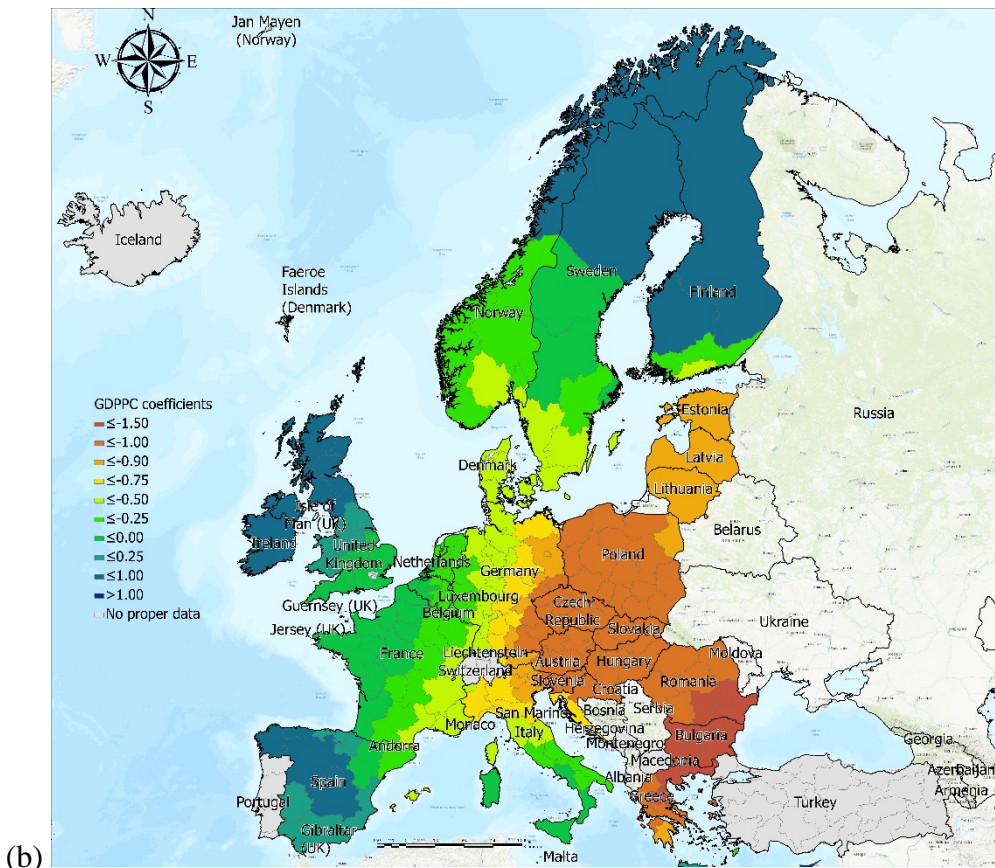 Jan Mayen
(Norway)
N
W
E
S
Iceland
Faeroe
Islands
(Denmark)
Sweden
Norway
Finland
GDPPC coefficients
≤-1.50
≤-1.00
≤-0.90
≤-0.75
≤-0.50
≤-0.25
≤0.00
≤0.25
≤1.00
>1.00
No proper data
Estonia
Russia
Latvia
Denmark
Lithuania
Isle of
Man (UK)
Ireland
United
Kingdom
Belarus
Netherlands
Poland
Germany
Luxembourg
Belgium
Guernsey (UK)
Jersey (UK)
Czech
Republic
Slovakia
Ukraine
France
Liechtenstein
Switzerland
Austria
Hungary
Moldova
Slovenia
Romania
Croatia
San Marino
Bosnia
Herzegovina
Serbia
Monaco
Italy
Andorra
Montenegro
Bulgaria
Macedonia
Georgia
Albania
Azerbaijan
Armenia
Spain
Portugal
Greece
Turkey
Gibraltar
(UK)
Malta
(b)